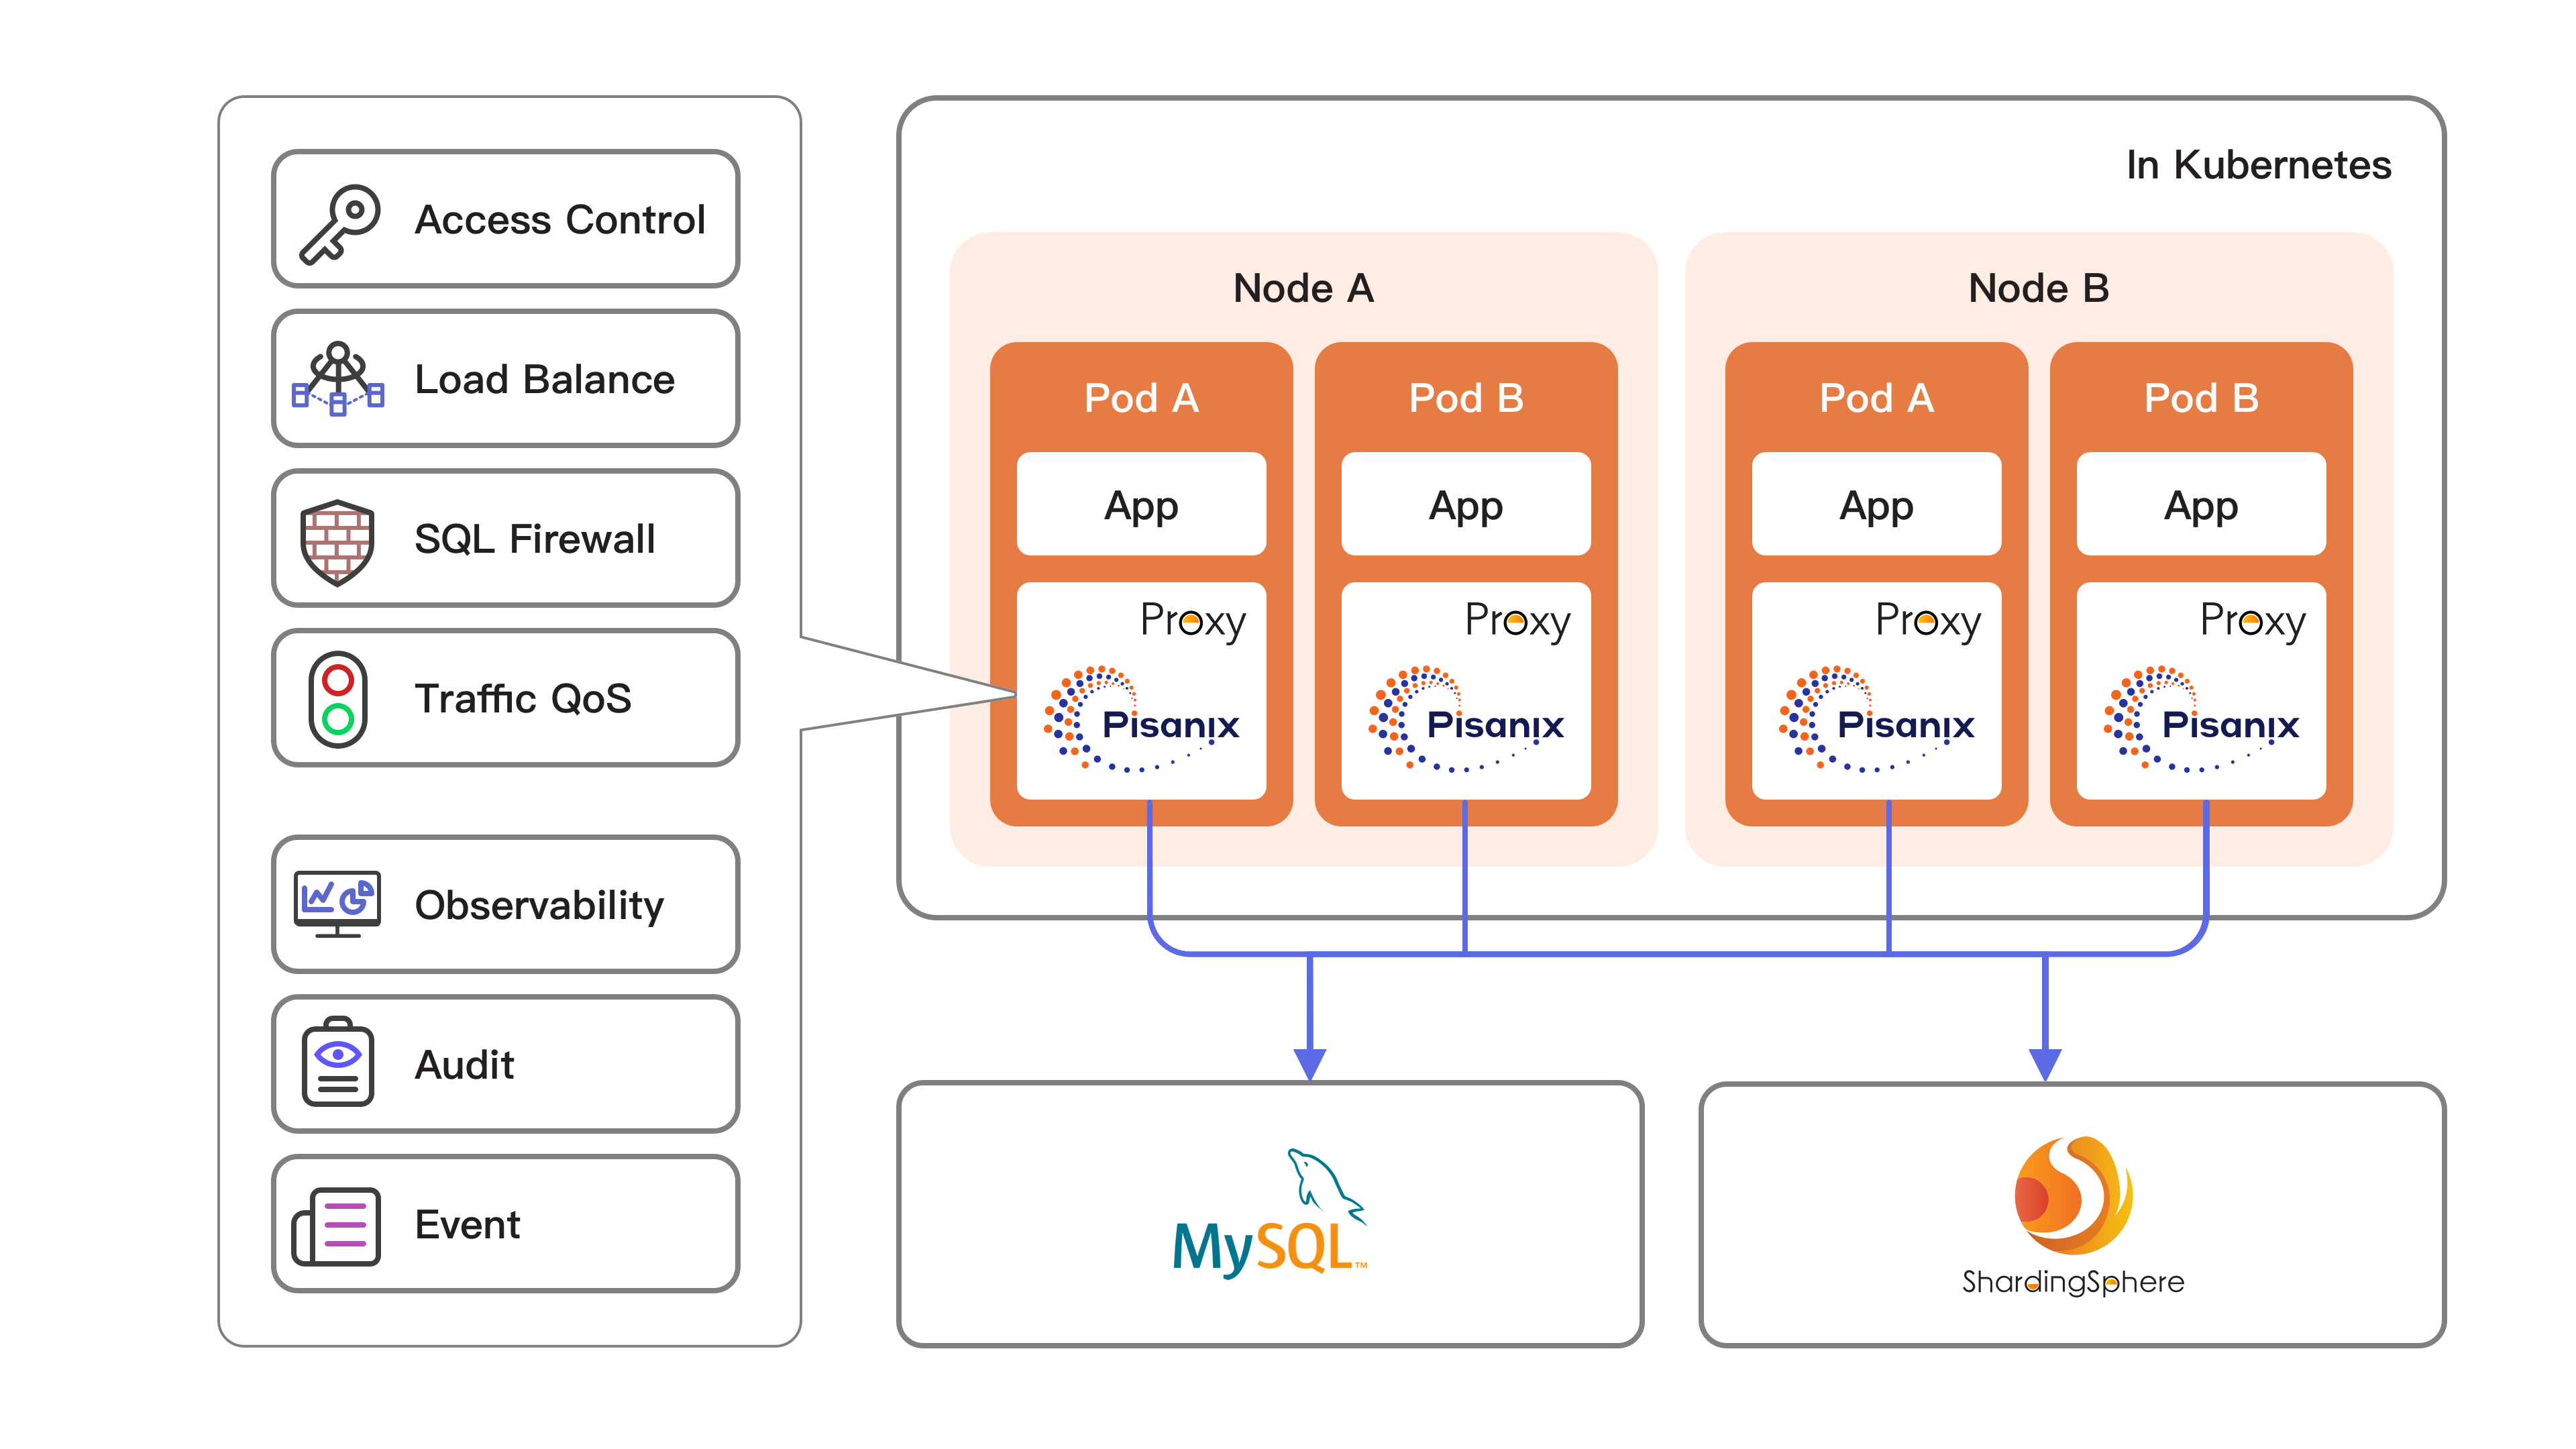 Access Control
Load Balance
SQL Firewall
Traffic QoS
Observability
Audit
Event
In Kubernetes
Node A
Pod A
App
Proxy
Pisanix
Pod B
App
Proxy
Pisanix
Node B
Pod A
App
Proxy
Pisanix
Pod B
App
Proxy
Pisanix
MySQL™
ShardingSphere